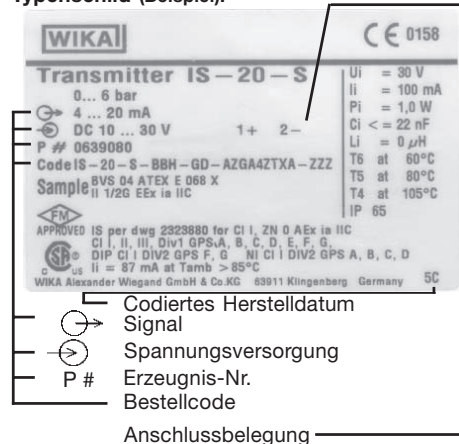 Typenschild (Beispiel):
WIKA
CE 0158
Transmitter IS-20-S
0... 6 bar
4 ... 20 mA
DC 10 ... 30 V 1+ 2-
P # 0639080
Code IS-20-S-BBH-GD-AZGA4ZTXA-ZZZ
Sample BVS 04 ATEX E 068 X
II 1/2G EEx ia IIC
Ui = 30 V
Ii = 100 mA
Pi = 1,0 W
Ci <= 22 nF
Li = 0 µH
T6 at 60°C
T5 at 80°C
T4 at 105°C
IP 65
FM
APPROVED IS per dwg 2323880 for CI I, ZN 0 AEx ia IIC
CI I, II, III, Div1 GPS A, B, C, D, E, F, G,
DIP CI I DIV2 GPS F, G NI CI I DIV2 GPS A, B, C, D
C US Ii = 87 mA at Tamb > 85°C
WIKA Alexander Wiegand GmbH & Co.KG 63911 Klingenberg Germany 5C
Codiertes Herstelldatum
Signal
Spannungsversorgung
P # Erzeugnis-Nr.
Bestellcode
Anschlussbelegung